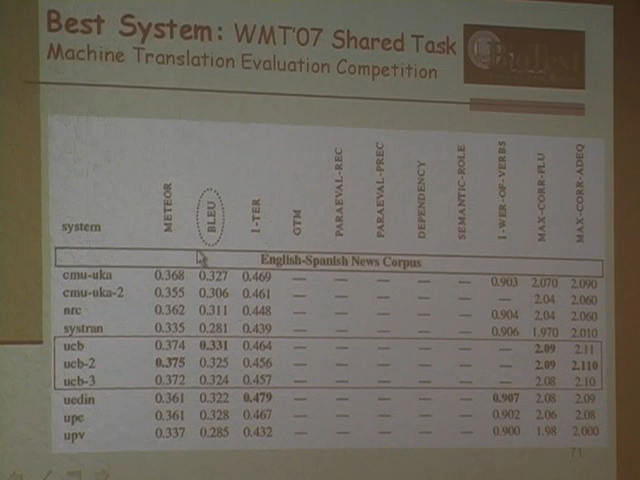 Best System: WMT'07 Shared Task
Machine Translation Evaluation Competition
BioText
system METEOR BLEU 1-TER GTM PARAEVAL-REC PARAEVAL-PREC DEPENDENCY SEMANTIC-ROLE 1-WER-OF-VERBS MAX-CORR-FLU MAX-CORR-ADEQ
English-Spanish News Corpus
cmu-uka 0.368 0.327 0.469 — — — — — 0.903 2.070 2.090
cmu-uka-2 0.355 0.306 0.461 — — — — — — 2.04 2.060
nrc 0.362 0.311 0.448 — — — — — 0.904 2.04 2.060
systran 0.335 0.281 0.439 — — — — — 0.906 1.970 2.010
ucb 0.374 0.331 0.464 — — — — — — 2.09 2.11
ucb-2 0.375 0.325 0.456 — — — — — — 2.09 2.110
ucb-3 0.372 0.324 0.457 — — — — — — 2.08 2.10
uedin 0.361 0.322 0.479 — — — — — 0.907 2.08 2.09
upc 0.361 0.328 0.467 — — — — — 0.902 2.06 2.08
upv 0.337 0.285 0.432 — — — — — 0.900 1.98 2.000
71